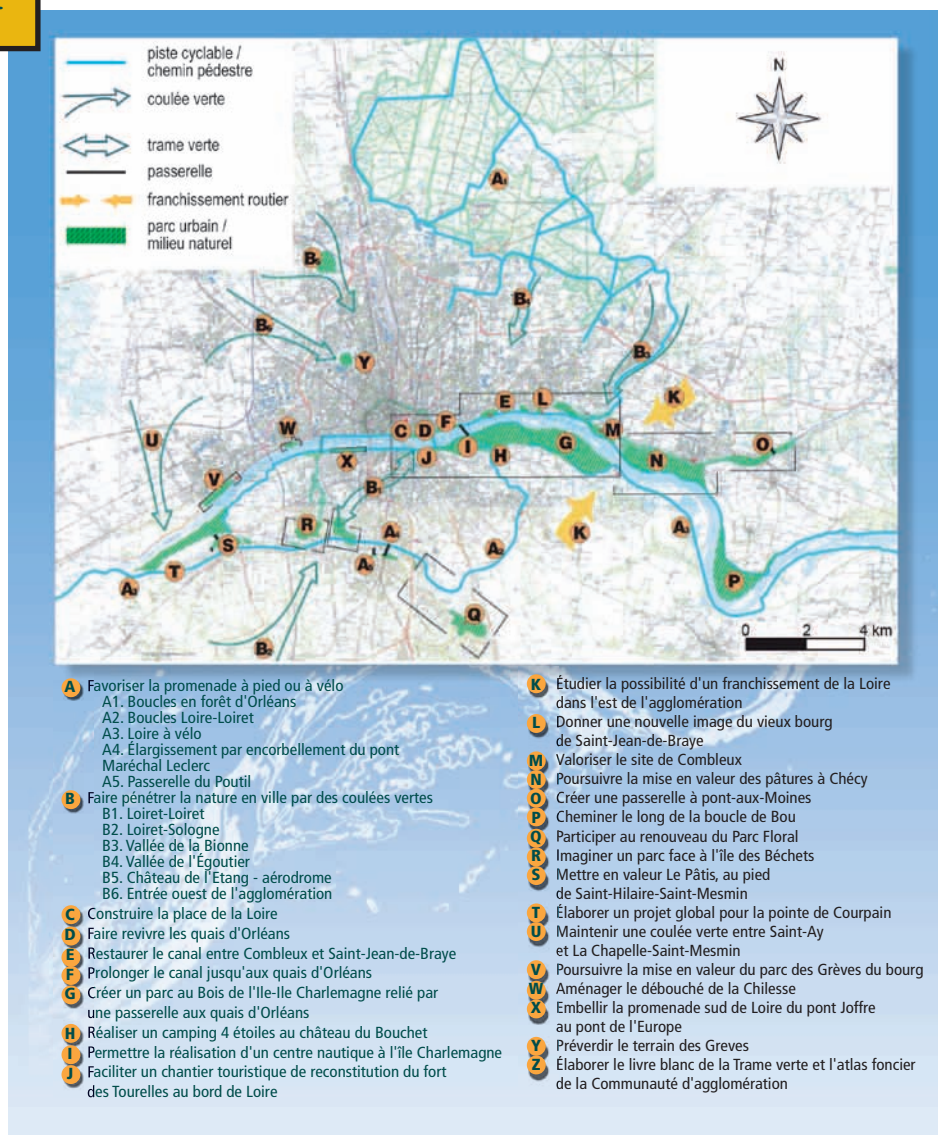 piste cyclable /
chemin pédestre
coulée verte
trame verte
passerelle
franchissement routier
parc urbain /
milieu naturel
N
A1
B5
B4
B6
Y
B3
K
U
W
C
D
F
E
L
M
O
V
X
J
I
H
G
N
B1
R
A4
S
K
A3
A5
A2
T
A3
P
Q
B2
0 2 4 km
A Favoriser la promenade à pied ou à vélo
A1. Boucles en forêt d'Orléans
A2. Boucles Loire-Loiret
A3. Loire à vélo
A4. Élargissement par encorbellement du pont
Maréchal Leclerc
A5. Passerelle du Poutil
B Faire pénétrer la nature en ville par des coulées vertes
B1. Loiret-Loiret
B2. Loiret-Sologne
B3. Vallée de la Bionne
B4. Vallée de l'Égoutier
B5. Château de l'Etang - aérodrome
B6. Entrée ouest de l'agglomération
C Construire la place de la Loire
D Faire revivre les quais d'Orléans
E Restaurer le canal entre Combleux et Saint-Jean-de-Braye
F Prolonger le canal jusqu'aux quais d'Orléans
G Créer un parc au Bois de l'Ile-Ile Charlemagne relié par
une passerelle aux quais d'Orléans
H Réaliser un camping 4 étoiles au château du Bouchet
I Permettre la réalisation d'un centre nautique à l'île Charlemagne
J Faciliter un chantier touristique de reconstitution du fort
des Tourelles au bord de Loire
K Étudier la possibilité d'un franchissement de la Loire
dans l'est de l'agglomération
L Donner une nouvelle image du vieux bourg
de Saint-Jean-de-Braye
M Valoriser le site de Combleux
N Poursuivre la mise en valeur des pâtures à Chécy
O Créer une passerelle à pont-aux-Moines
P Cheminer le long de la boucle de Bou
Q Participer au renouveau du Parc Floral
R Imaginer un parc face à l'île des Béchets
S Mettre en valeur Le Pâtis, au pied
de Saint-Hilaire-Saint-Mesmin
T Élaborer un projet global pour la pointe de Courpain
U Maintenir une coulée verte entre Saint-Ay
et La Chapelle-Saint-Mesmin
V Poursuivre la mise en valeur du parc des Grèves du bourg
W Aménager le débouché de la Chilesse
X Embellir la promenade sud de Loire du pont Joffre
au pont de l'Europe
Y Préverdir le terrain des Greves
Z Élaborer le livre blanc de la Trame verte et l'atlas foncier
de la Communauté d'agglomération